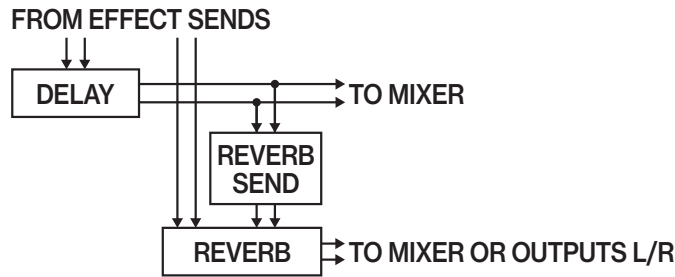 FROM EFFECT SENDS
DELAY
TO MIXER
REVERB
SEND
REVERB
TO MIXER OR OUTPUTS L/R